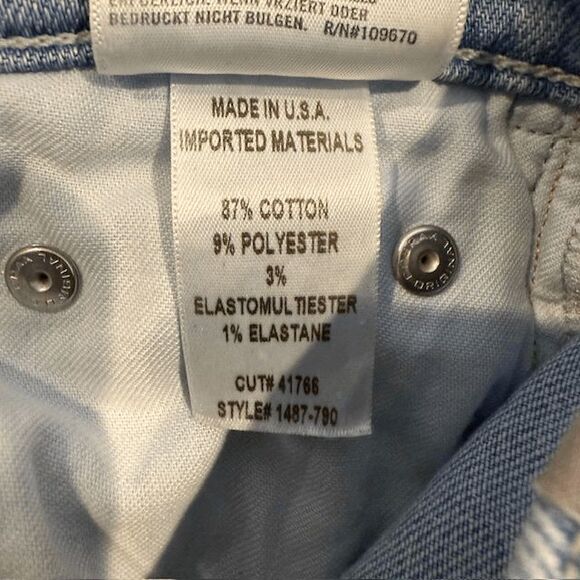 BEDRUCKT NICHT BULGEN. R/N#109670
MADE IN U.S.A.
IMPORTED MATERIALS
87% COTTON
9% POLYESTER
3%
ELASTOMULTIESTER
1% ELASTANE
CUT# 41766
STYLE# 1487-790